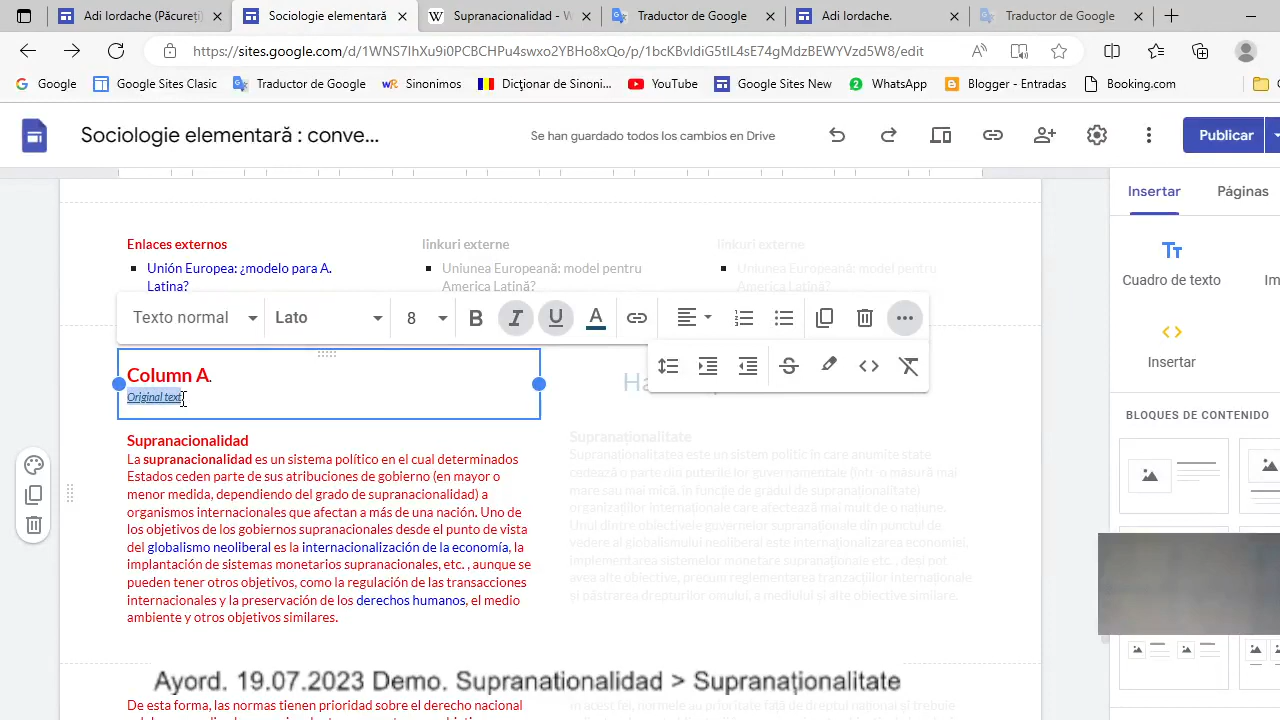 Adi Iordache (Păcureți
Sociologie elementară
Supranacionalidad - W
Traductor de Google
Adi Iordache.
Traductor de Google
https://sites.google.com/d/1WNS7IhXu9i0PCBCHPu4swxo2YBHo8xQo/p/1bcKBvldiG5tIL4sE74gMdzBEWYVzd5W8/edit
Google
Google Sites Clasic
Traductor de Google
Sinonimos
Dicţionar de Sinoni...
YouTube
Google Sites New
WhatsApp
Blogger - Entradas
Booking.com
Sociologie elementară : conve...
Se han guardado todos los cambios en Drive
Publicar
Insertar
Páginas
Cuadro de texto
Im
Insertar
BLOQUES DE CONTENIDO
Enlaces externos
Unión Europea: ¿modelo para A.
Latina?
linkuri externe
Uniunea Europeană: model pentru
America Latină?
linkuri externe
Uniunea Europeană: model pentru
America Latină?
Texto normal
Lato
8
Column A.
Original text
Supranacionalidad
La supranacionalidad es un sistema político en el cual determinados
Estados ceden parte de sus atribuciones de gobierno (en mayor o
menor medida, dependiendo del grado de supranacionalidad) a
organismos internacionales que afectan a más de una nación. Uno de
los objetivos de los gobiernos supranacionales desde el punto de vista
del globalismo neoliberal es la internacionalización de la economía, la
implantación de sistemas monetarios supranacionales, etc. , aunque se
pueden tener otros objetivos, como la regulación de las transacciones
internacionales y la preservación de los derechos humanos, el medio
ambiente y otros objetivos similares.
Supranaționalitate
Supranaționalitatea este un sistem politic în care anumite state
cedează o parte din puterile lor guvernamentale (într-o măsură mai
mare sau mai mică, în funcție de gradul de supranaționalitate)
organizațiilor internaționale care afectează mai mult de o națiune.
Unul dintre obiectivele guvernelor supranaționale din punctul de
vedere al globalismului neoliberal este internaționalizarea economiei,
implementarea sistemelor monetare supranaționale etc. , deși pot
avea alte obiective, precum reglementarea tranzacțiilor internaționale
și păstrarea drepturilor omului, a mediului și alte obiective similare.
Ayord. 19.07.2023 Demo. Supranationalidad > Supranaționalitate
De esta forma, las normas tienen prioridad sobre el derecho nacional